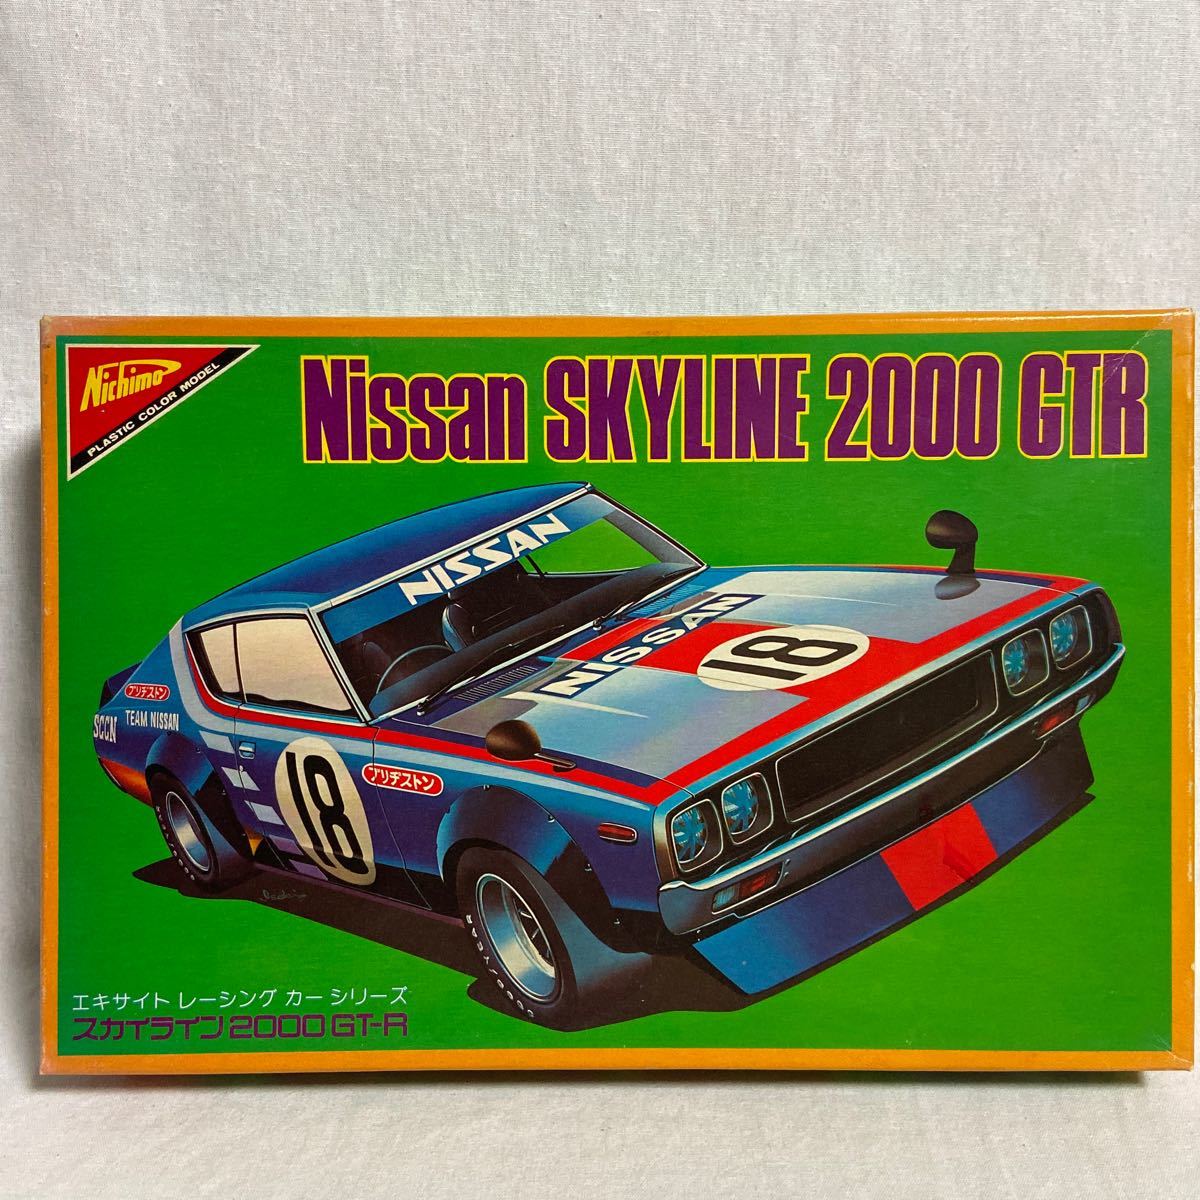 Nichimo
PLASTIC COLOR MODEL
Nissan SKYLINE 2000 GTR
NISSAN
NISSAN
18
ブリヂストン
SCCN
TEAM NISSAN
18
ブリヂストン
GOOD YEAR
エキサイト レーシング カー シリーズ
スカイライン2000GT-R